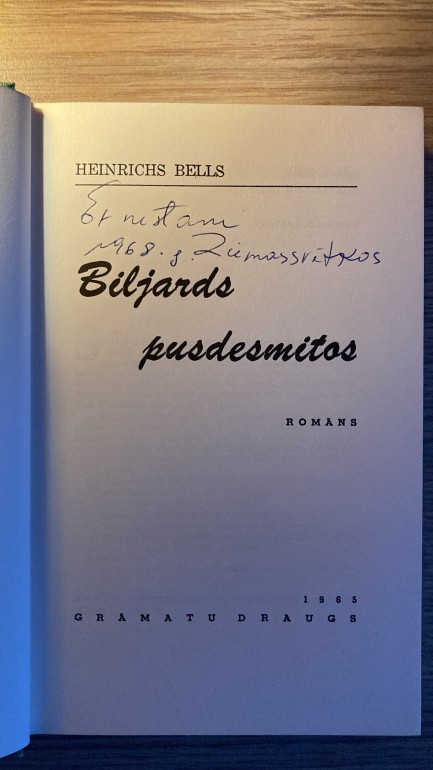 HEINRICHS BELLS
Ernestam
1968. g. Ziemassvētkos
Biljards
pusdesmitos
ROMĀNS
1965
GRĀMATU DRAUGS